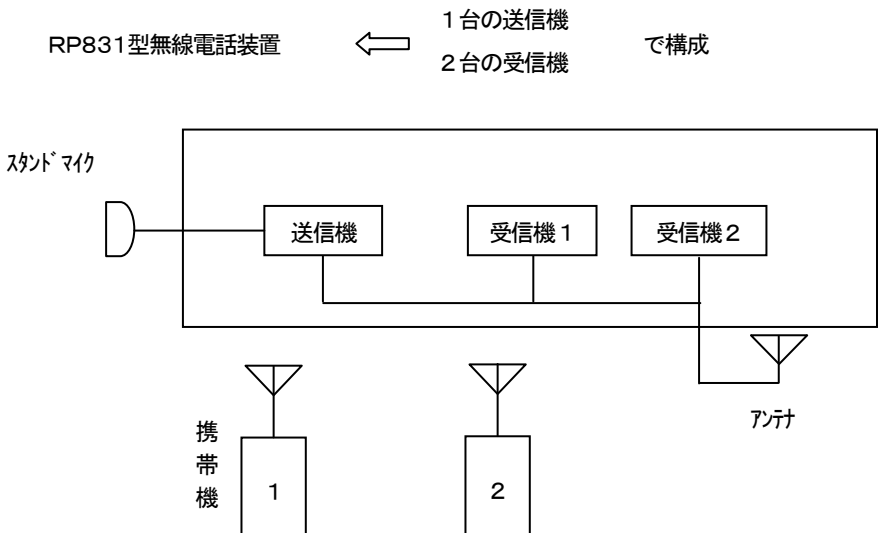 １台の送信機
ＲＰ８３１型無線電話装置
で構成
２台の受信機
ｽﾀﾝﾄﾞﾏｲｸ
送信機
受信機１
受信機２
ｱﾝﾃﾅ
携帯機
１
２